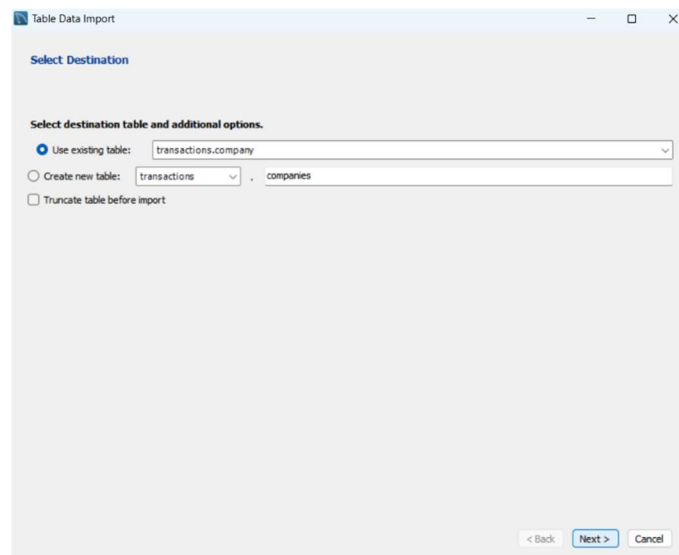 Table Data Import
Select Destination
Select destination table and additional options.
Use existing table: transactions.company
Create new table: transactions . companies
Truncate table before import
< Back Next > Cancel